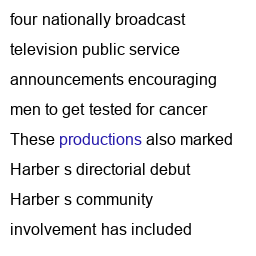 four nationally broadcast
television public service
announcements encouraging
men to get tested for cancer
These productions also marked
Harber s directorial debut
Harber s community
involvement has included